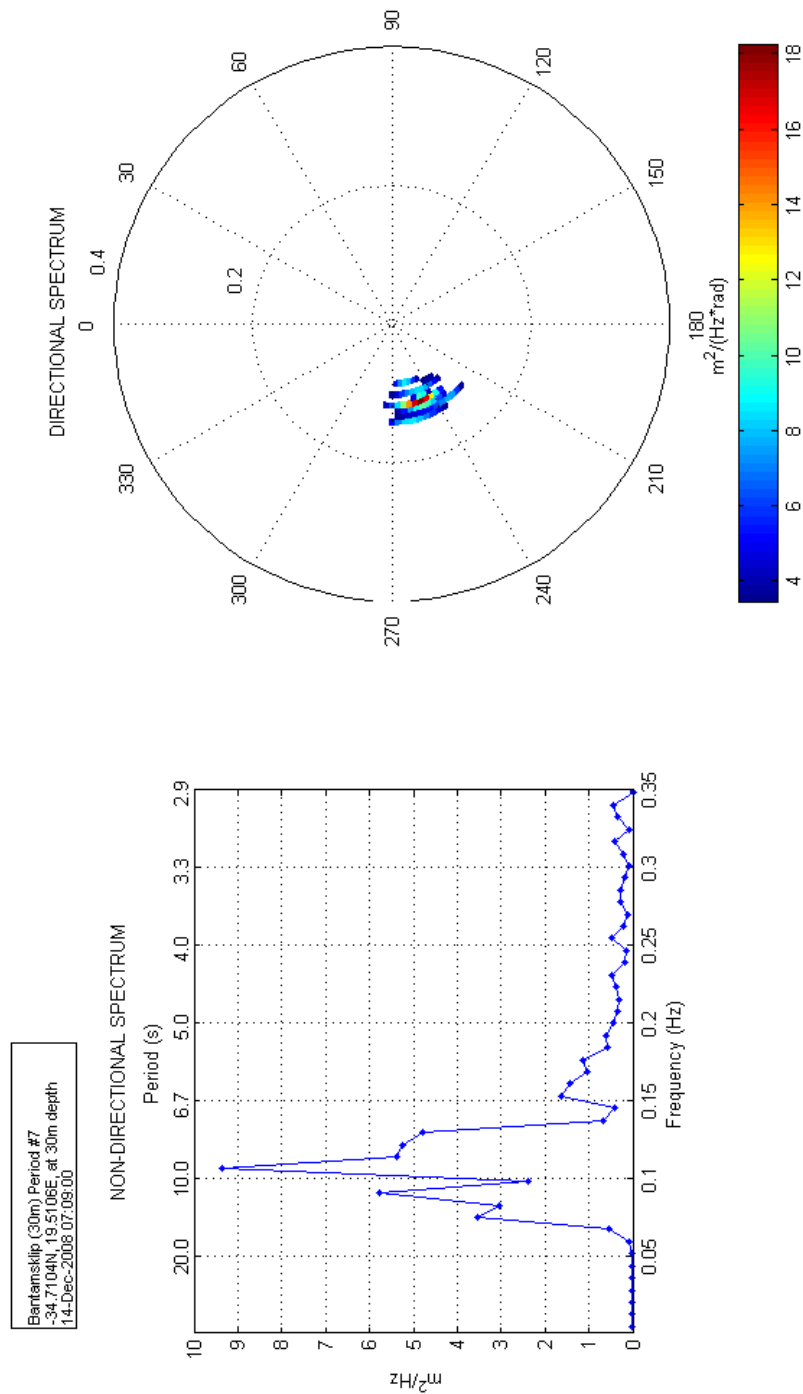 Bantamsklip (30m) Period #7
-34.7104N, 19.5106E, at 30m depth
14-Dec-2008 07:09:00
NON-DIRECTIONAL SPECTRUM
Period (s)
20.0 10.0 6.7 5.0 4.0 3.3 2.9
10
9
8
7
6
5
4
3
2
1
0
m²/Hz
0.05 0.1 0.15 0.2 0.25 0.3 0.35
Frequency (Hz)
DIRECTIONAL SPECTRUM
0
0.4
30
60
90
120
150
180
210
240
270
300
330
0.2
m²/(Hz*rad)
4 6 8 10 12 14 16 18